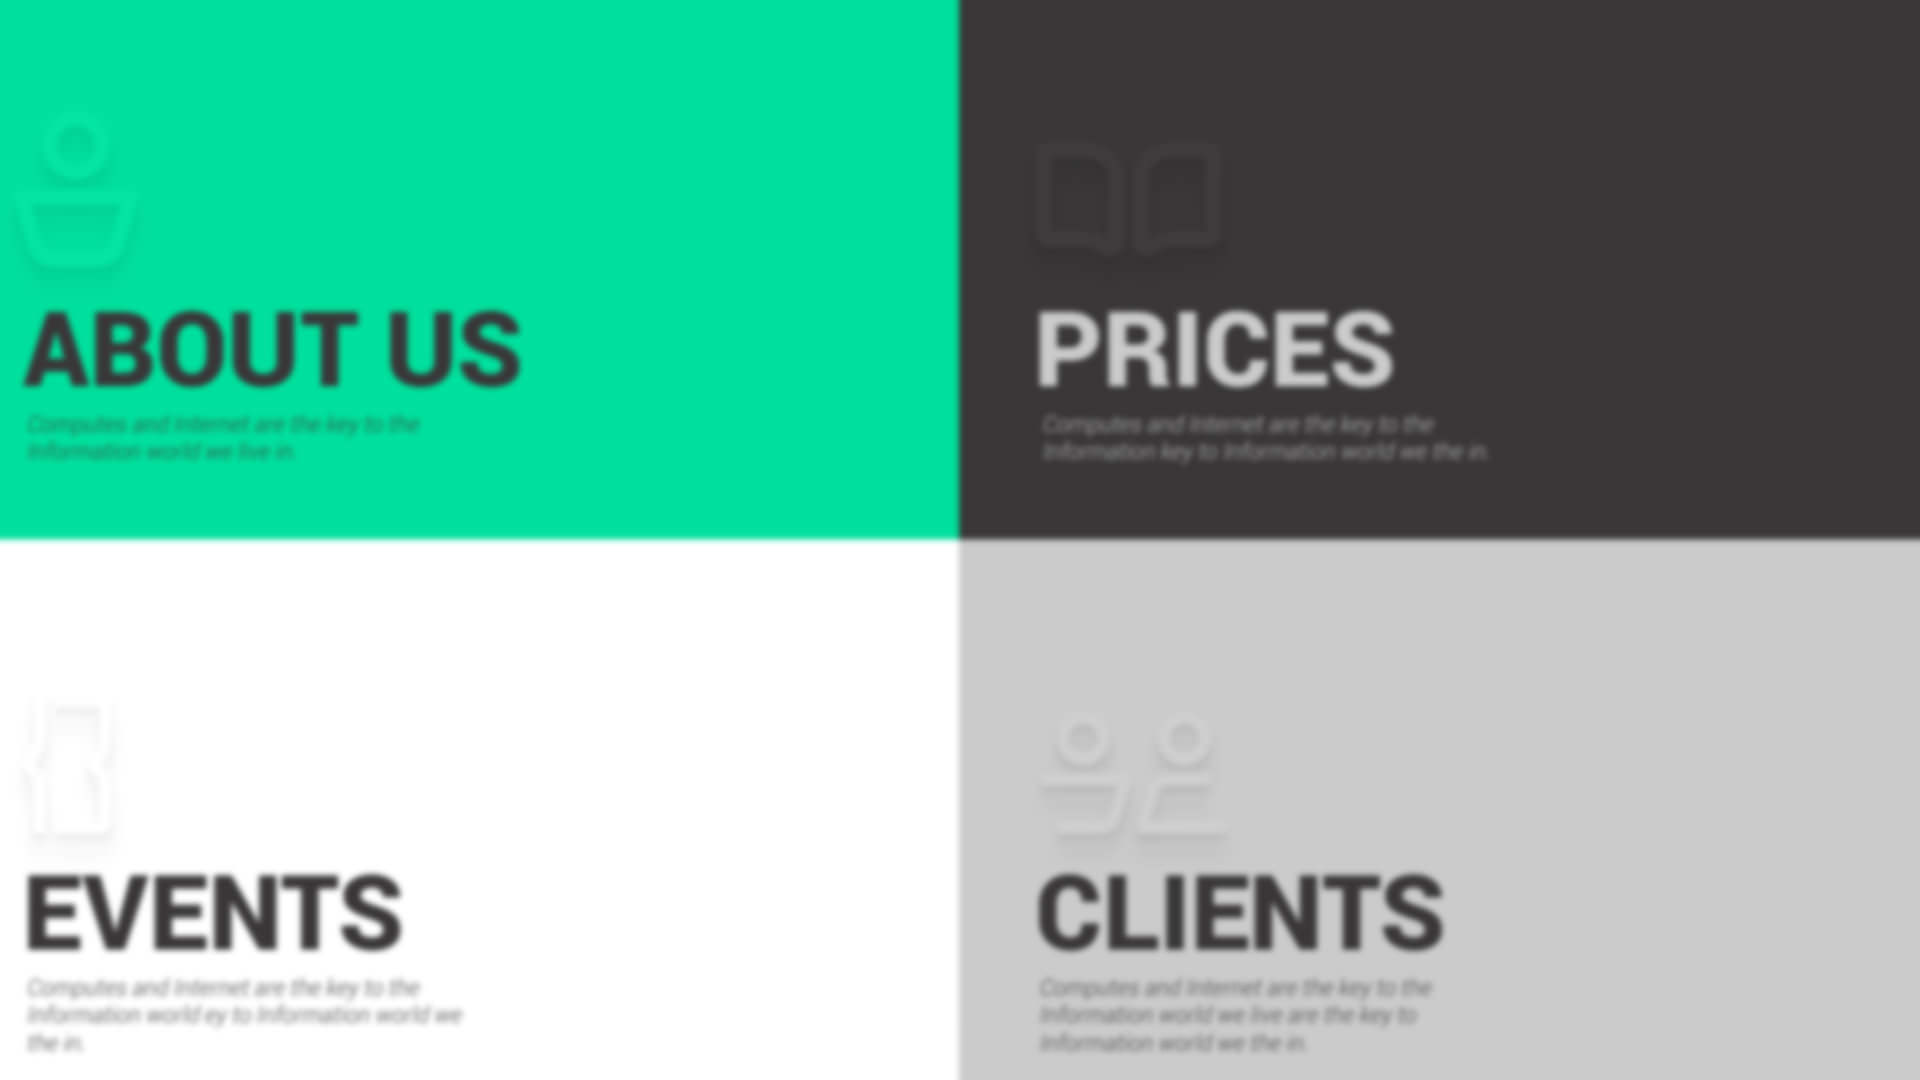 ABOUT US
Computes and Internet are the key to the
Information world we live in.
PRICES
Computes and Internet are the key to the
Information key to Information world we the in.
EVENTS
Computes and Internet are the key to the
Information world ey to Information world we
the in.
CLIENTS
Computes and Internet are the key to the
Information world we live are the key to
Information world we the in.